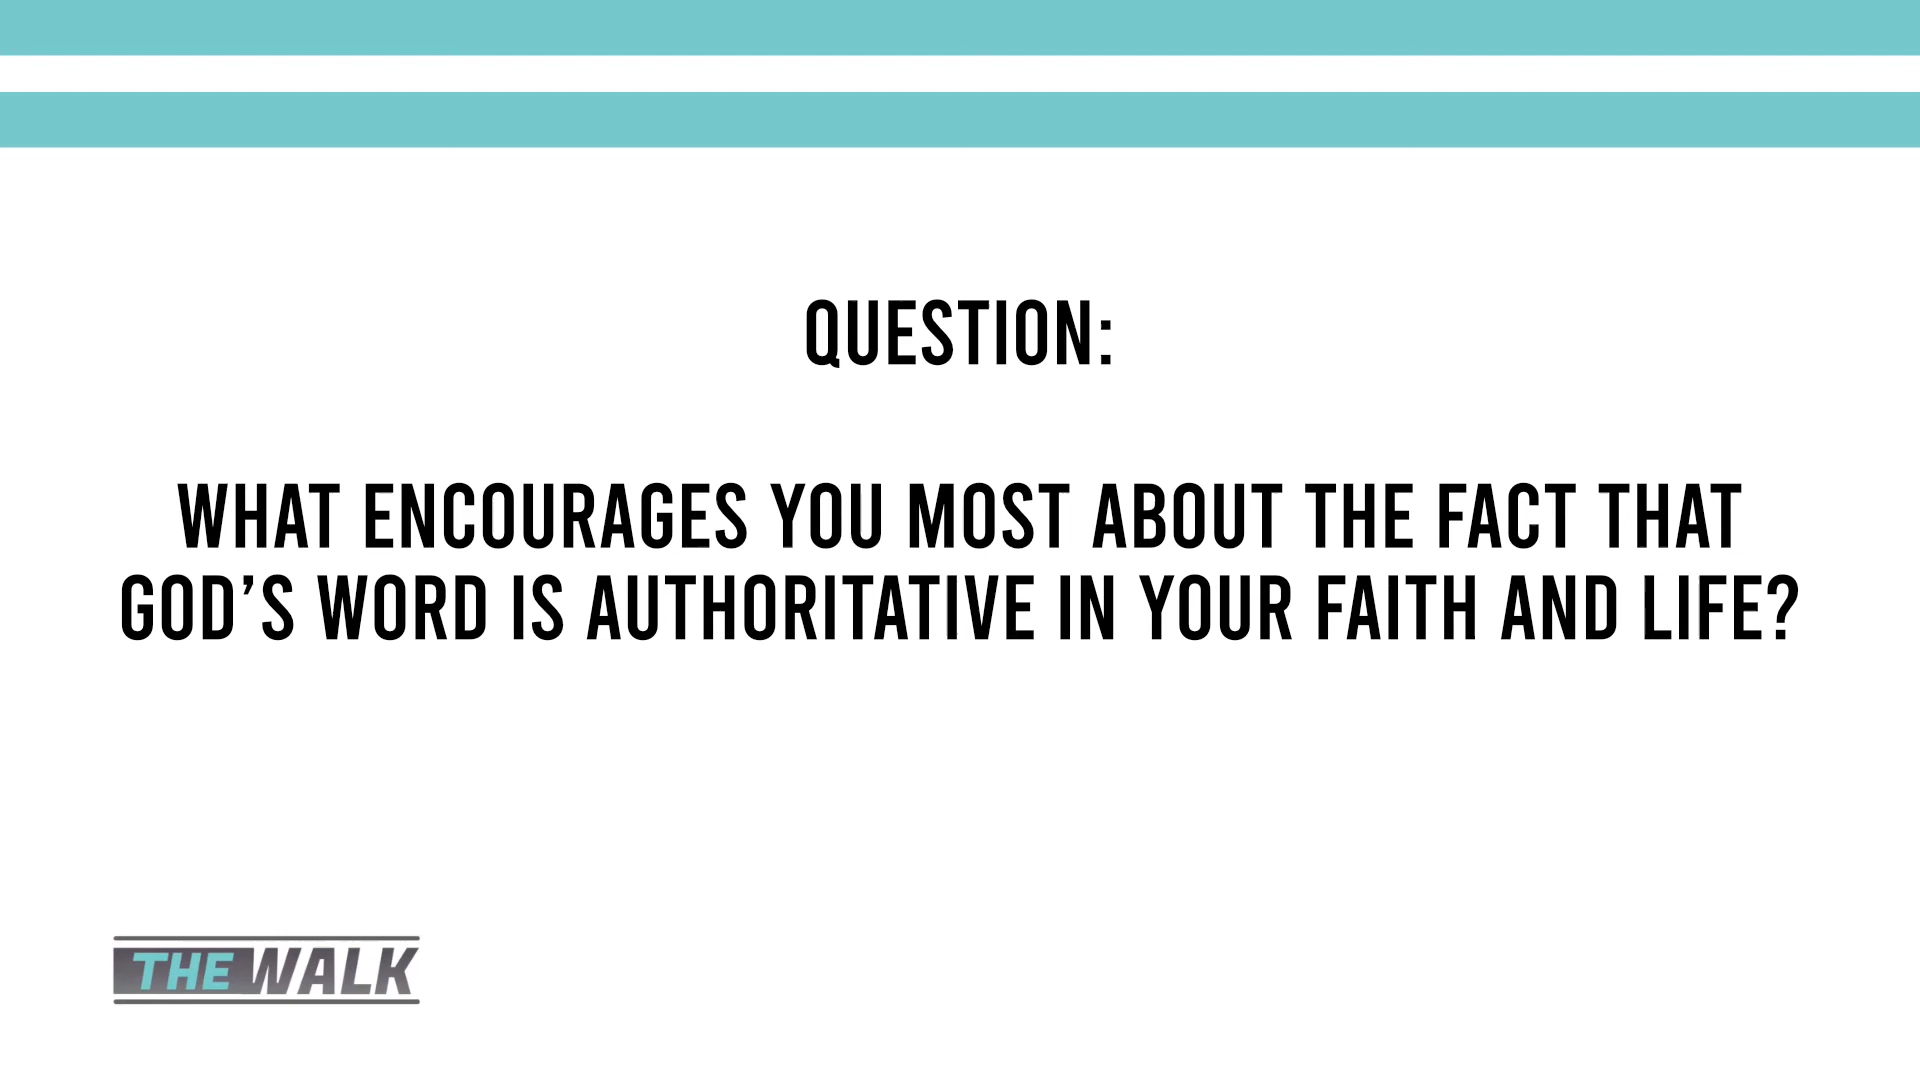 QUESTION:
WHAT ENCOURAGES YOU MOST ABOUT THE FACT THAT
GOD’S WORD IS AUTHORITATIVE IN YOUR FAITH AND LIFE?
THE WALK